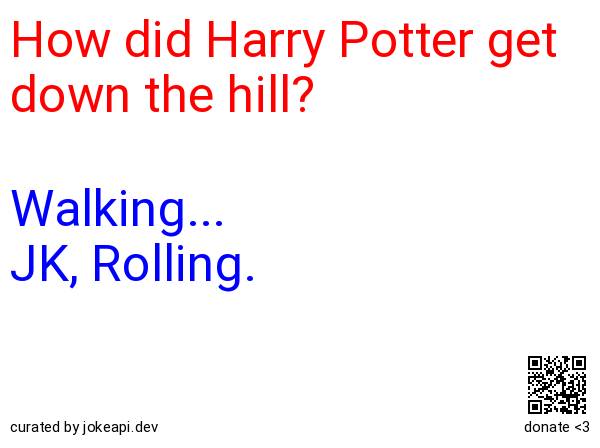 How did Harry Potter get
down the hill?
Walking...
JK, Rolling.
curated by jokeapi.dev
donate <3